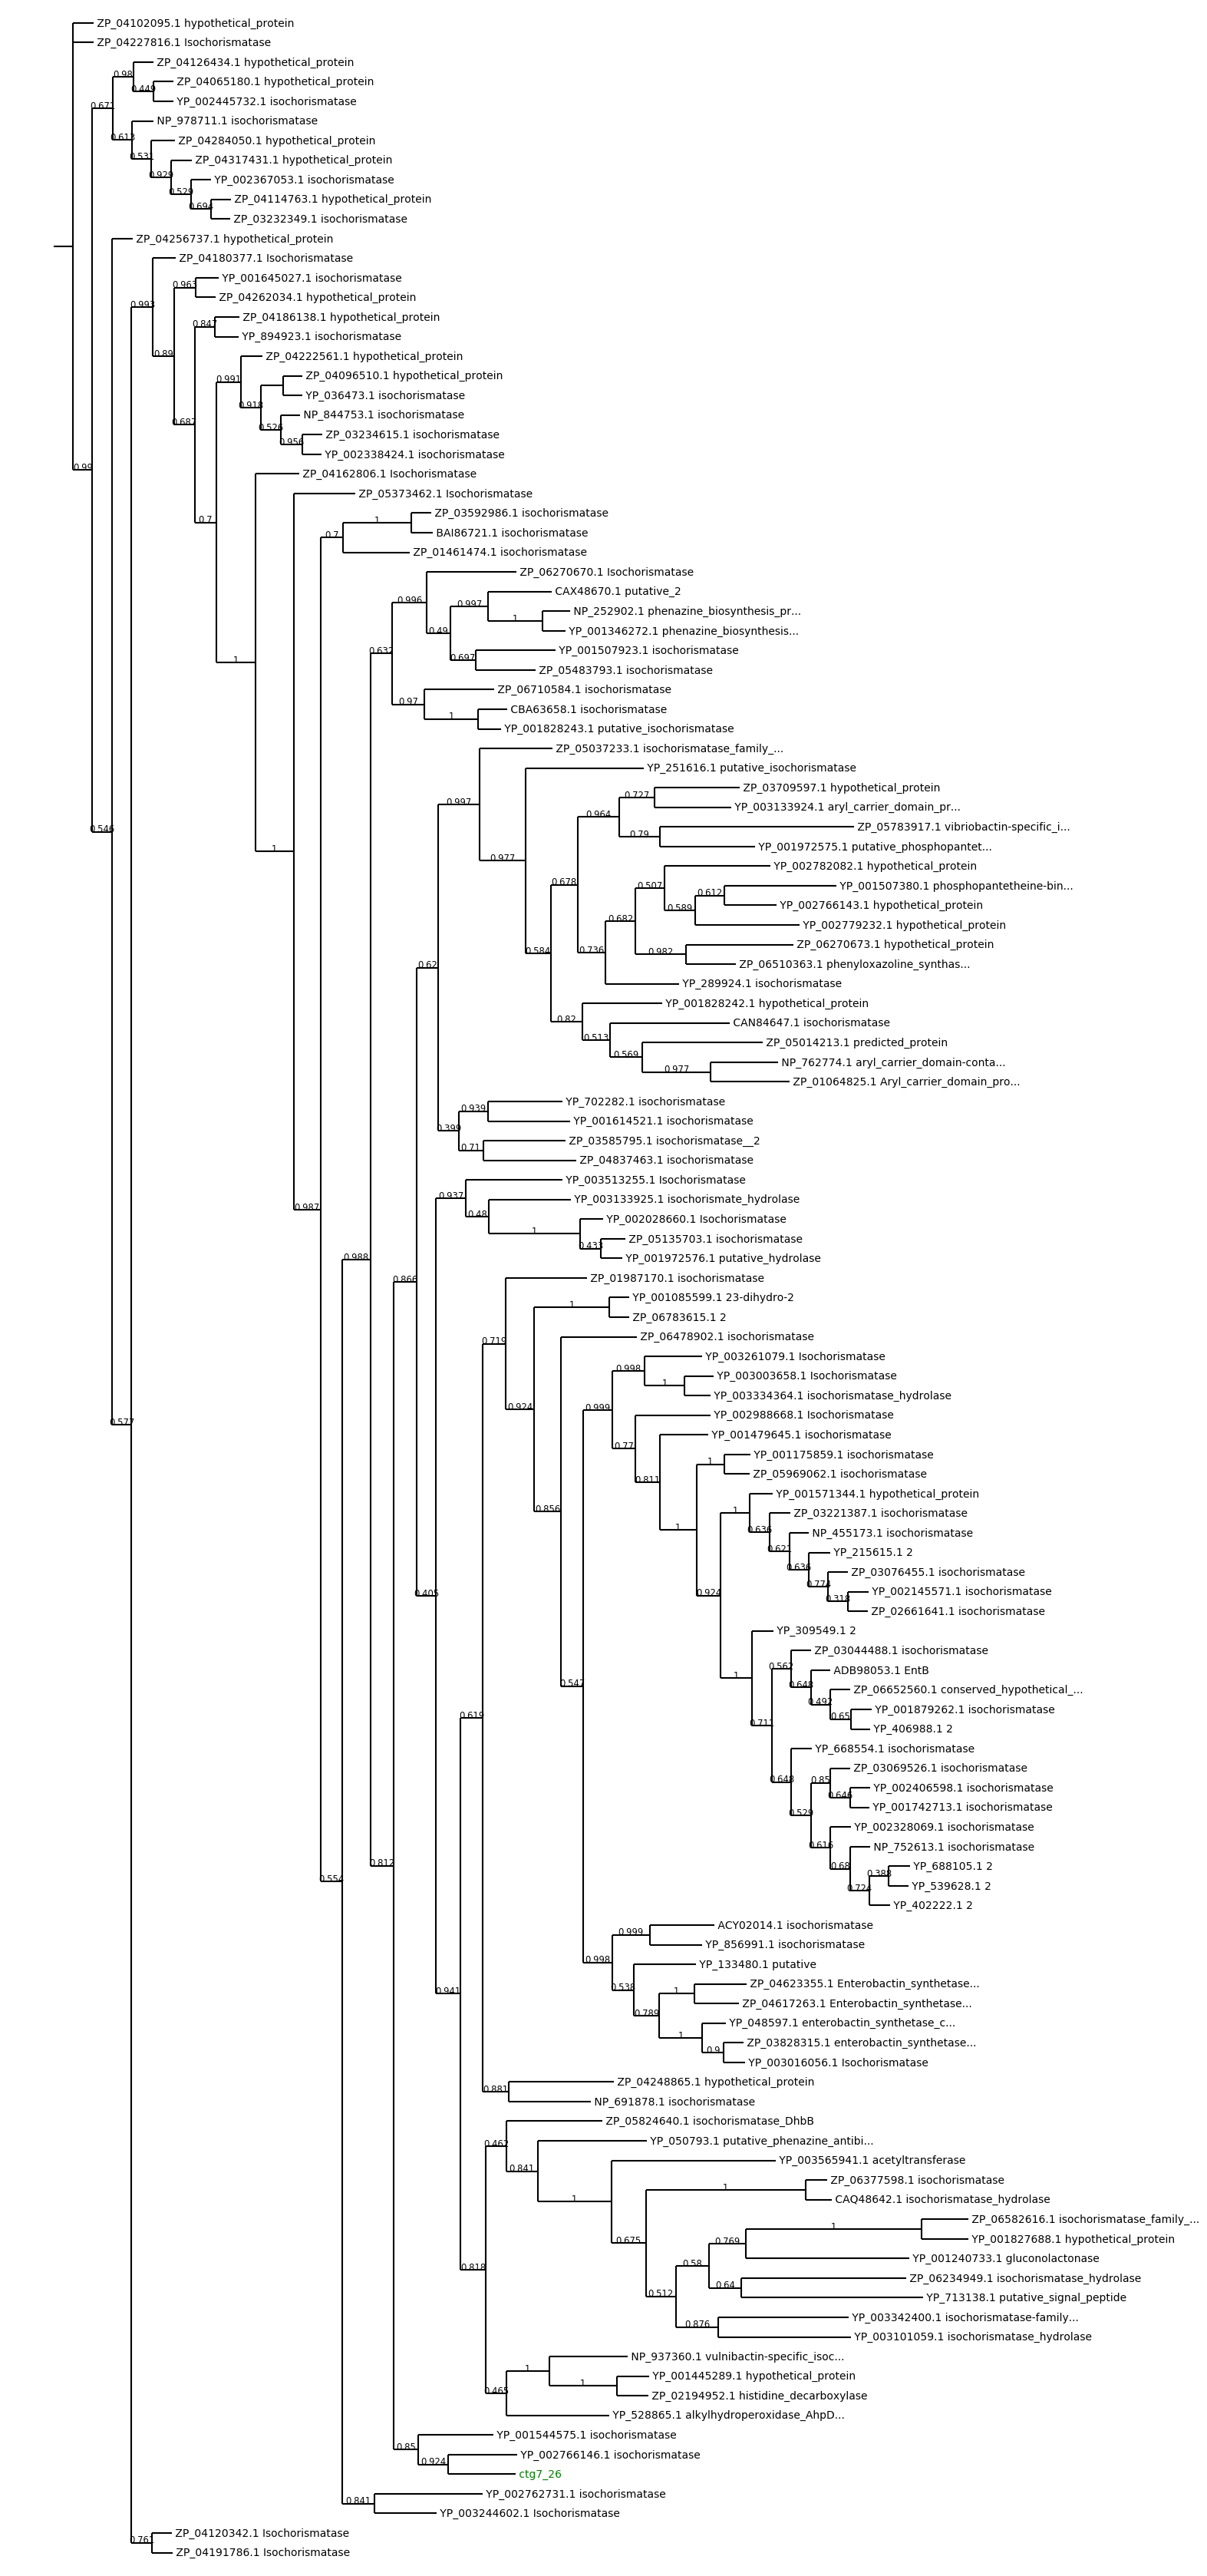 ZP_04102095.1 hypothetical_protein
ZP_04227816.1 Isochorismatase
ZP_04126434.1 hypothetical_protein
0.98
ZP_04065180.1 hypothetical_protein
0.449
YP_002445732.1 isochorismatase
0.671
NP_978711.1 isochorismatase
0.613
ZP_04284050.1 hypothetical_protein
0.531
ZP_04317431.1 hypothetical_protein
0.929
YP_002367053.1 isochorismatase
0.529
ZP_04114763.1 hypothetical_protein
0.694
ZP_03232349.1 isochorismatase
ZP_04256737.1 hypothetical_protein
ZP_04180377.1 Isochorismatase
YP_001645027.1 isochorismatase
0.963
ZP_04262034.1 hypothetical_protein
0.993
ZP_04186138.1 hypothetical_protein
0.847
YP_894923.1 isochorismatase
0.89
ZP_04222561.1 hypothetical_protein
ZP_04096510.1 hypothetical_protein
0.991
YP_036473.1 isochorismatase
0.918
NP_844753.1 isochorismatase
0.687
0.526
ZP_03234615.1 isochorismatase
0.956
YP_002338424.1 isochorismatase
0.99
ZP_04162806.1 Isochorismatase
ZP_05373462.1 Isochorismatase
ZP_03592986.1 isochorismatase
0.7
1
BAI86721.1 isochorismatase
0.7
ZP_01461474.1 isochorismatase
ZP_06270670.1 Isochorismatase
CAX48670.1 putative_2
0.996
0.997
NP_252902.1 phenazine_biosynthesis_pr...
1
YP_001346272.1 phenazine_biosynthesis...
0.49
YP_001507923.1 isochorismatase
0.632
0.697
1
ZP_05483793.1 isochorismatase
ZP_06710584.1 isochorismatase
0.97
CBA63658.1 isochorismatase
1
YP_001828243.1 putative_isochorismatase
ZP_05037233.1 isochorismatase_family_...
YP_251616.1 putative_isochorismatase
ZP_03709597.1 hypothetical_protein
0.727
0.997
YP_003133924.1 aryl_carrier_domain_pr...
0.964
ZP_05783917.1 vibriobactin-specific_i...
0.546
0.79
YP_001972575.1 putative_phosphopantet...
1
0.977
YP_002782082.1 hypothetical_protein
0.678
0.507
YP_001507380.1 phosphopantetheine-bin...
0.612
YP_002766143.1 hypothetical_protein
0.589
0.682
YP_002779232.1 hypothetical_protein
ZP_06270673.1 hypothetical_protein
0.584
0.736
0.982
ZP_06510363.1 phenyloxazoline_synthas...
0.62
YP_289924.1 isochorismatase
YP_001828242.1 hypothetical_protein
0.82
CAN84647.1 isochorismatase
0.513
ZP_05014213.1 predicted_protein
0.569
NP_762774.1 aryl_carrier_domain-conta...
0.977
ZP_01064825.1 Aryl_carrier_domain_pro...
YP_702282.1 isochorismatase
0.939
YP_001614521.1 isochorismatase
0.399
ZP_03585795.1 isochorismatase__2
0.71
ZP_04837463.1 isochorismatase
YP_003513255.1 Isochorismatase
0.937
YP_003133925.1 isochorismate_hydrolase
0.987
0.48
YP_002028660.1 Isochorismatase
1
ZP_05135703.1 isochorismatase
0.433
0.988
YP_001972576.1 putative_hydrolase
0.866
ZP_01987170.1 isochorismatase
YP_001085599.1 23-dihydro-2
1
ZP_06783615.1 2
0.719
ZP_06478902.1 isochorismatase
YP_003261079.1 Isochorismatase
0.998
YP_003003658.1 Isochorismatase
1
YP_003334364.1 isochorismatase_hydrolase
0.924
0.999
YP_002988668.1 Isochorismatase
0.577
YP_001479645.1 isochorismatase
0.77
YP_001175859.1 isochorismatase
1
ZP_05969062.1 isochorismatase
0.811
YP_001571344.1 hypothetical_protein
0.856
1
ZP_03221387.1 isochorismatase
1
0.636
NP_455173.1 isochorismatase
0.621
YP_215615.1 2
0.636
ZP_03076455.1 isochorismatase
0.774
YP_002145571.1 isochorismatase
0.405
0.924
0.318
ZP_02661641.1 isochorismatase
YP_309549.1 2
ZP_03044488.1 isochorismatase
0.562
ADB98053.1 EntB
1
0.547
0.648
ZP_06652560.1 conserved_hypothetical_...
0.492
YP_001879262.1 isochorismatase
0.619
0.711
0.65
YP_406988.1 2
YP_668554.1 isochorismatase
ZP_03069526.1 isochorismatase
0.648
0.85
YP_002406598.1 isochorismatase
0.646
YP_001742713.1 isochorismatase
0.529
YP_002328069.1 isochorismatase
0.616
NP_752613.1 isochorismatase
0.812
0.68
YP_688105.1 2
0.554
0.388
YP_539628.1 2
0.724
YP_402222.1 2
ACY02014.1 isochorismatase
0.999
YP_856991.1 isochorismatase
0.998
YP_133480.1 putative
0.538
ZP_04623355.1 Enterobactin_synthetase...
0.941
1
ZP_04617263.1 Enterobactin_synthetase...
0.789
YP_048597.1 enterobactin_synthetase_c...
1
ZP_03828315.1 enterobactin_synthetase...
0.9
YP_003016056.1 Isochorismatase
ZP_04248865.1 hypothetical_protein
0.881
NP_691878.1 isochorismatase
ZP_05824640.1 isochorismatase_DhbB
0.462
YP_050793.1 putative_phenazine_antibi...
YP_003565941.1 acetyltransferase
0.841
ZP_06377598.1 isochorismatase
1
1
CAQ48642.1 isochorismatase_hydrolase
ZP_06582616.1 isochorismatase_family_...
1
YP_001827688.1 hypothetical_protein
0.675
0.769
YP_001240733.1 gluconolactonase
0.818
0.58
ZP_06234949.1 isochorismatase_hydrolase
0.64
0.512
YP_713138.1 putative_signal_peptide
YP_003342400.1 isochorismatase-family...
0.876
YP_003101059.1 isochorismatase_hydrolase
NP_937360.1 vulnibactin-specific_isoc...
1
YP_001445289.1 hypothetical_protein
1
0.465
ZP_02194952.1 histidine_decarboxylase
YP_528865.1 alkylhydroperoxidase_AhpD...
YP_001544575.1 isochorismatase
0.85
YP_002766146.1 isochorismatase
0.924
ctg7_26
YP_002762731.1 isochorismatase
0.841
YP_003244602.1 Isochorismatase
ZP_04120342.1 Isochorismatase
0.761
ZP_04191786.1 Isochorismatase